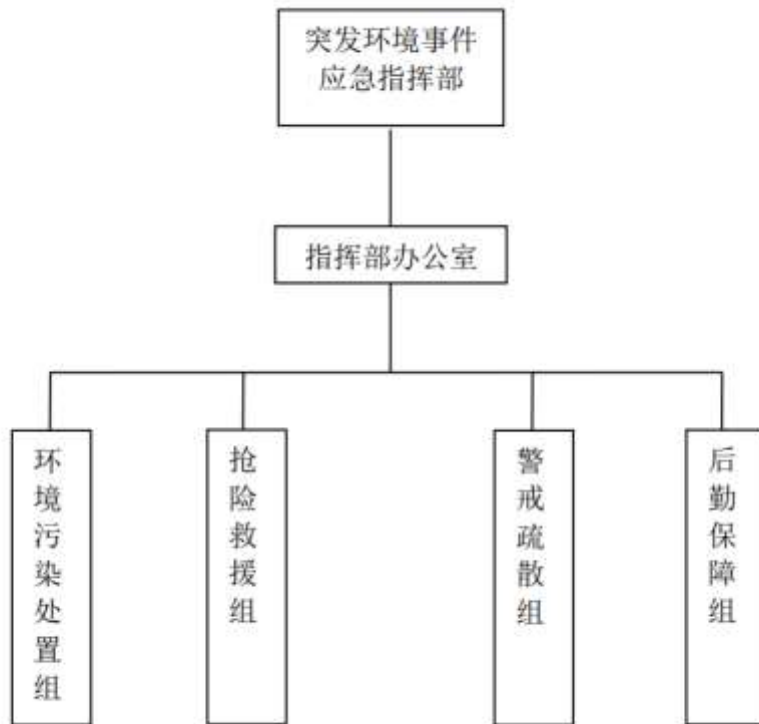 突发环境事件
应急指挥部
指挥部办公室
环境污染处置组
抢险救援组
警戒疏散组
后勤保障组